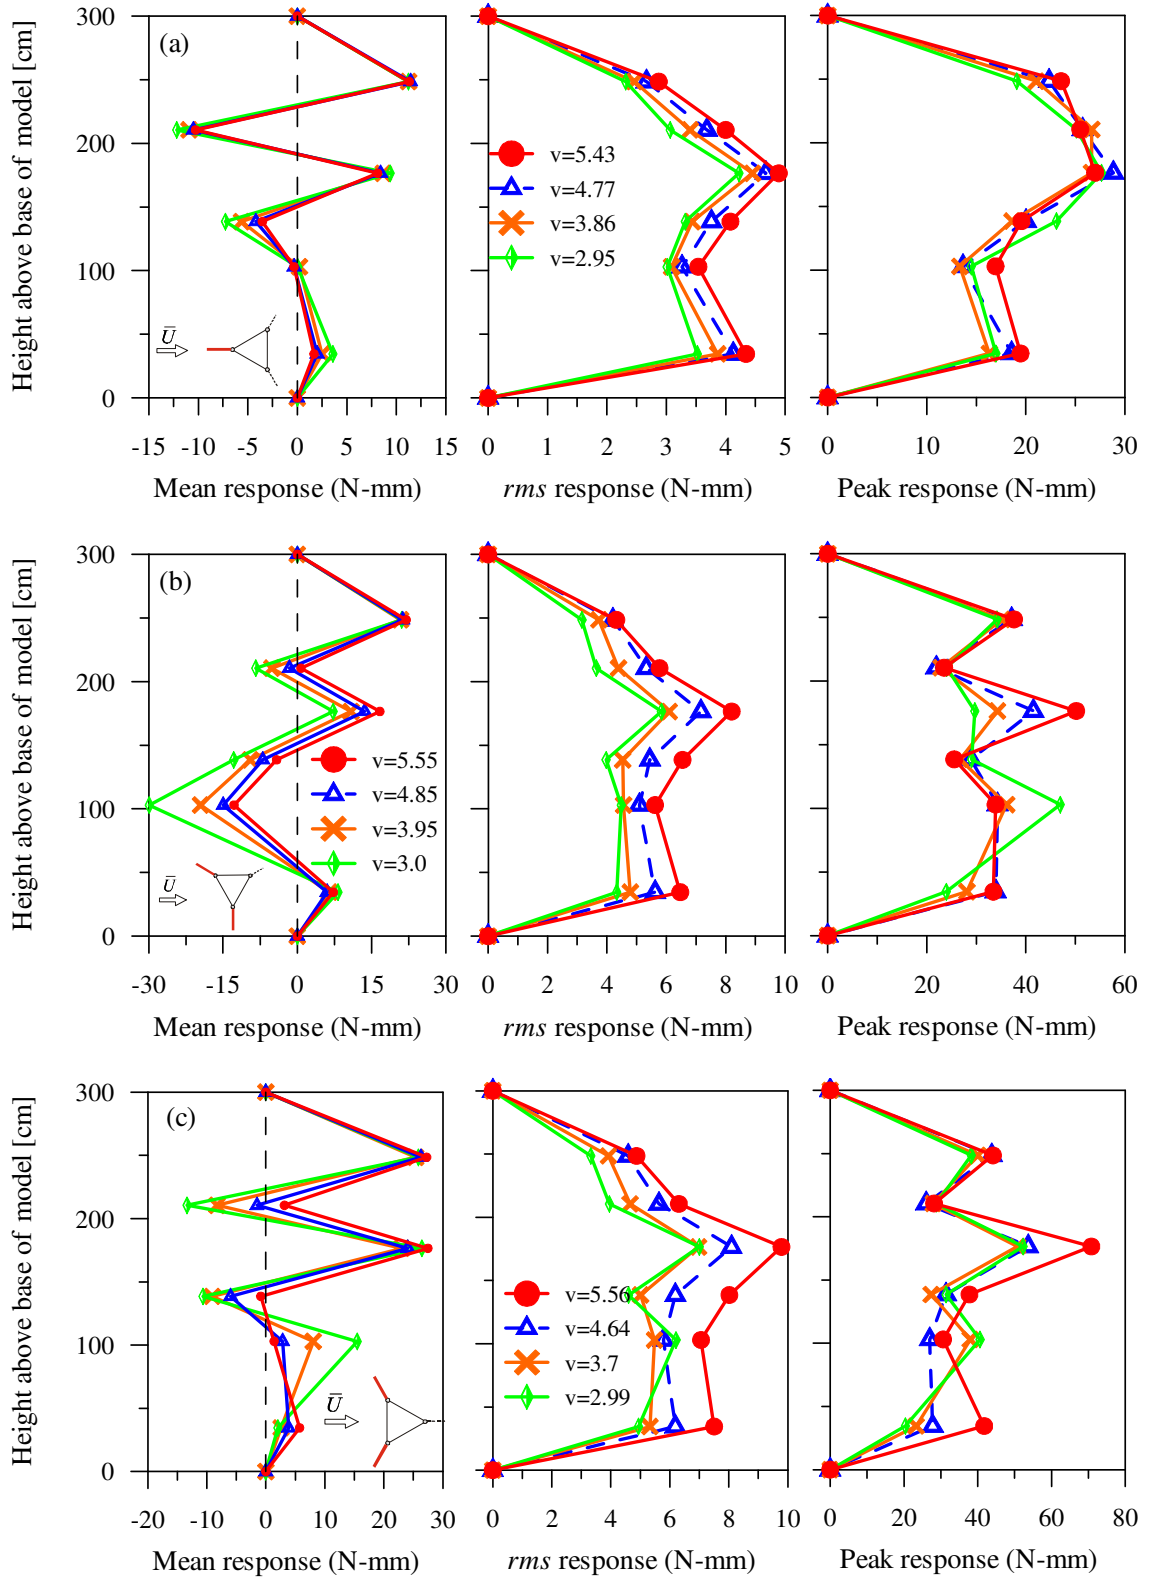 Height above base of model [cm]
300
200
100
0
(a)
U̅
-15 -10 -5 0 5 10 15
Mean response (N-mm)
v=5.43
v=4.77
v=3.86
v=2.95
0 1 2 3 4 5
rms response (N-mm)
0 10 20 30
Peak response (N-mm)
Height above base of model [cm]
300
200
100
0
(b)
v=5.55
v=4.85
v=3.95
v=3.0
U̅
-30 -15 0 15 30
Mean response (N-mm)
0 2 4 6 8 10
rms response (N-mm)
0 20 40 60
Peak response (N-mm)
Height above base of model [cm]
300
200
100
0
(c)
U̅
-20 -10 0 10 20 30
Mean response (N-mm)
v=5.56
v=4.64
v=3.7
v=2.99
0 2 4 6 8 10
rms response (N-mm)
0 20 40 60 80
Peak response (N-mm)